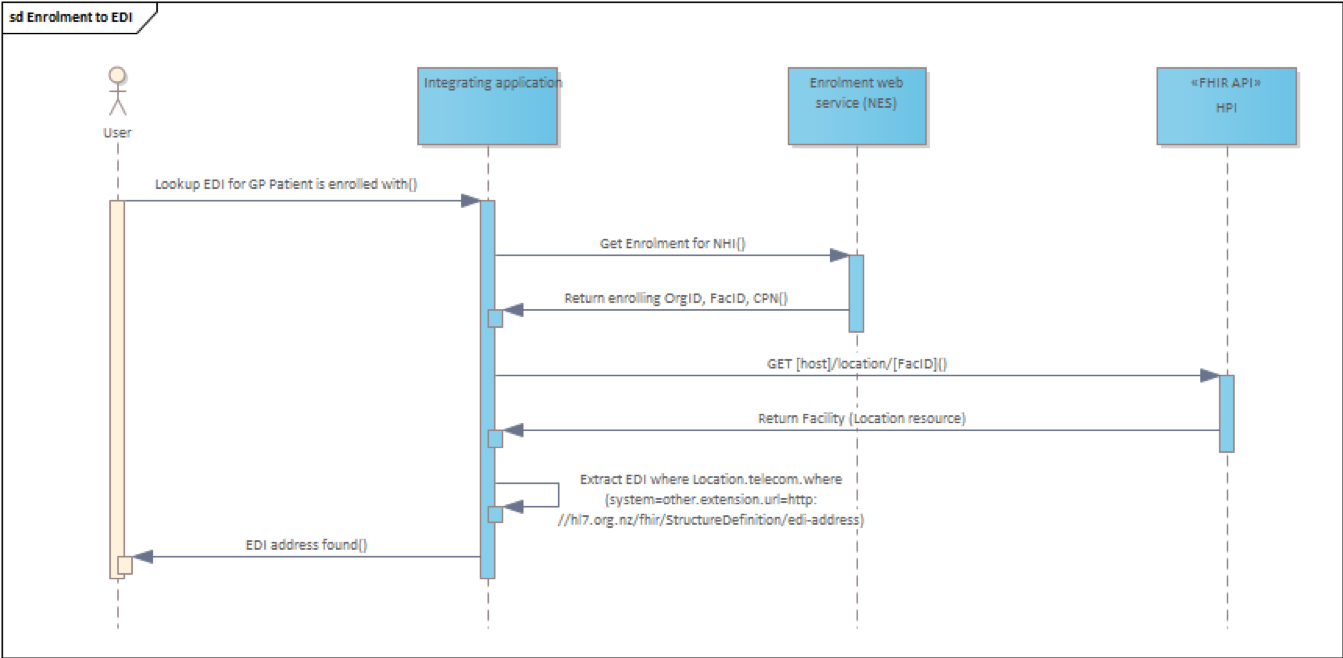 sd Enrolment to EDI
User
Integrating application
Enrolment web
service (NES)
«FHIR API»
HPI
Lookup EDI for GP Patient is enrolled with()
Get Enrolment for NHI()
Return enrolling OrgID, FacID, CPN()
GET [host]/location/[FacID]()
Return Facility (Location resource)
Extract EDI where Location.telecom.where
(system=other.extension.url=http:
//hl7.org.nz/fhir/StructureDefinition/edi-address)
EDI address found()